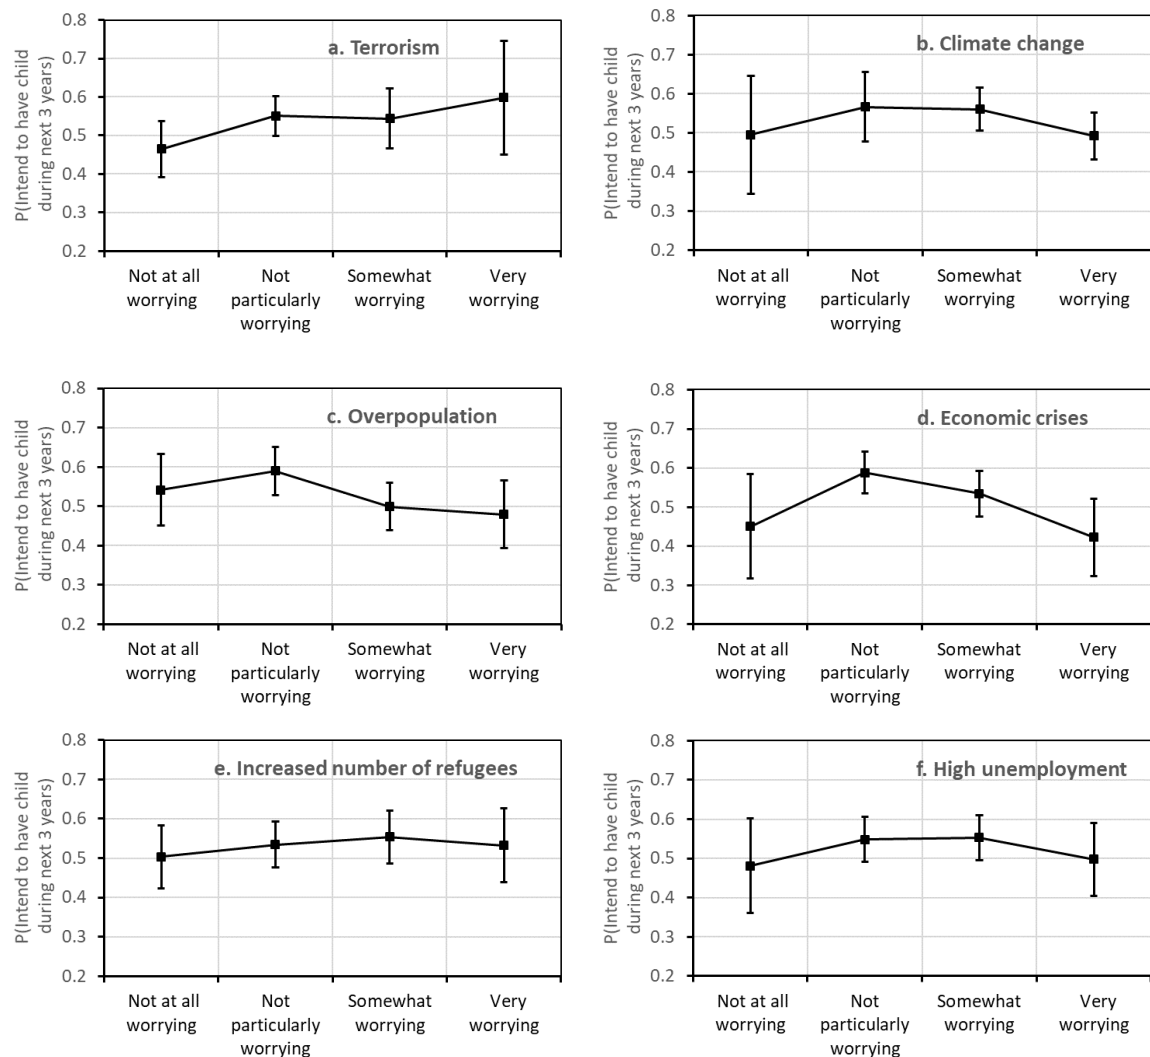 a. Terrorism
P(Intend to have child
during next 3 years)
0.8
0.7
0.6
0.5
0.4
0.3
0.2
Not at all
worrying
Not
particularly
worrying
Somewhat
worrying
Very
worrying
b. Climate change
P(Intend to have child
during next 3 years)
0.8
0.7
0.6
0.5
0.4
0.3
0.2
Not at all
worrying
Not
particularly
worrying
Somewhat
worrying
Very
worrying
c. Overpopulation
P(Intend to have child
during next 3 years)
0.8
0.7
0.6
0.5
0.4
0.3
0.2
Not at all
worrying
Not
particularly
worrying
Somewhat
worrying
Very
worrying
d. Economic crises
P(Intend to have child
during next 3 years)
0.8
0.7
0.6
0.5
0.4
0.3
0.2
Not at all
worrying
Not
particularly
worrying
Somewhat
worrying
Very
worrying
e. Increased number of refugees
P(Intend to have child
during next 3 years)
0.8
0.7
0.6
0.5
0.4
0.3
0.2
Not at all
worrying
Not
particularly
worrying
Somewhat
worrying
Very
worrying
f. High unemployment
P(Intend to have child
during next 3 years)
0.8
0.7
0.6
0.5
0.4
0.3
0.2
Not at all
worrying
Not
particularly
worrying
Somewhat
worrying
Very
worrying